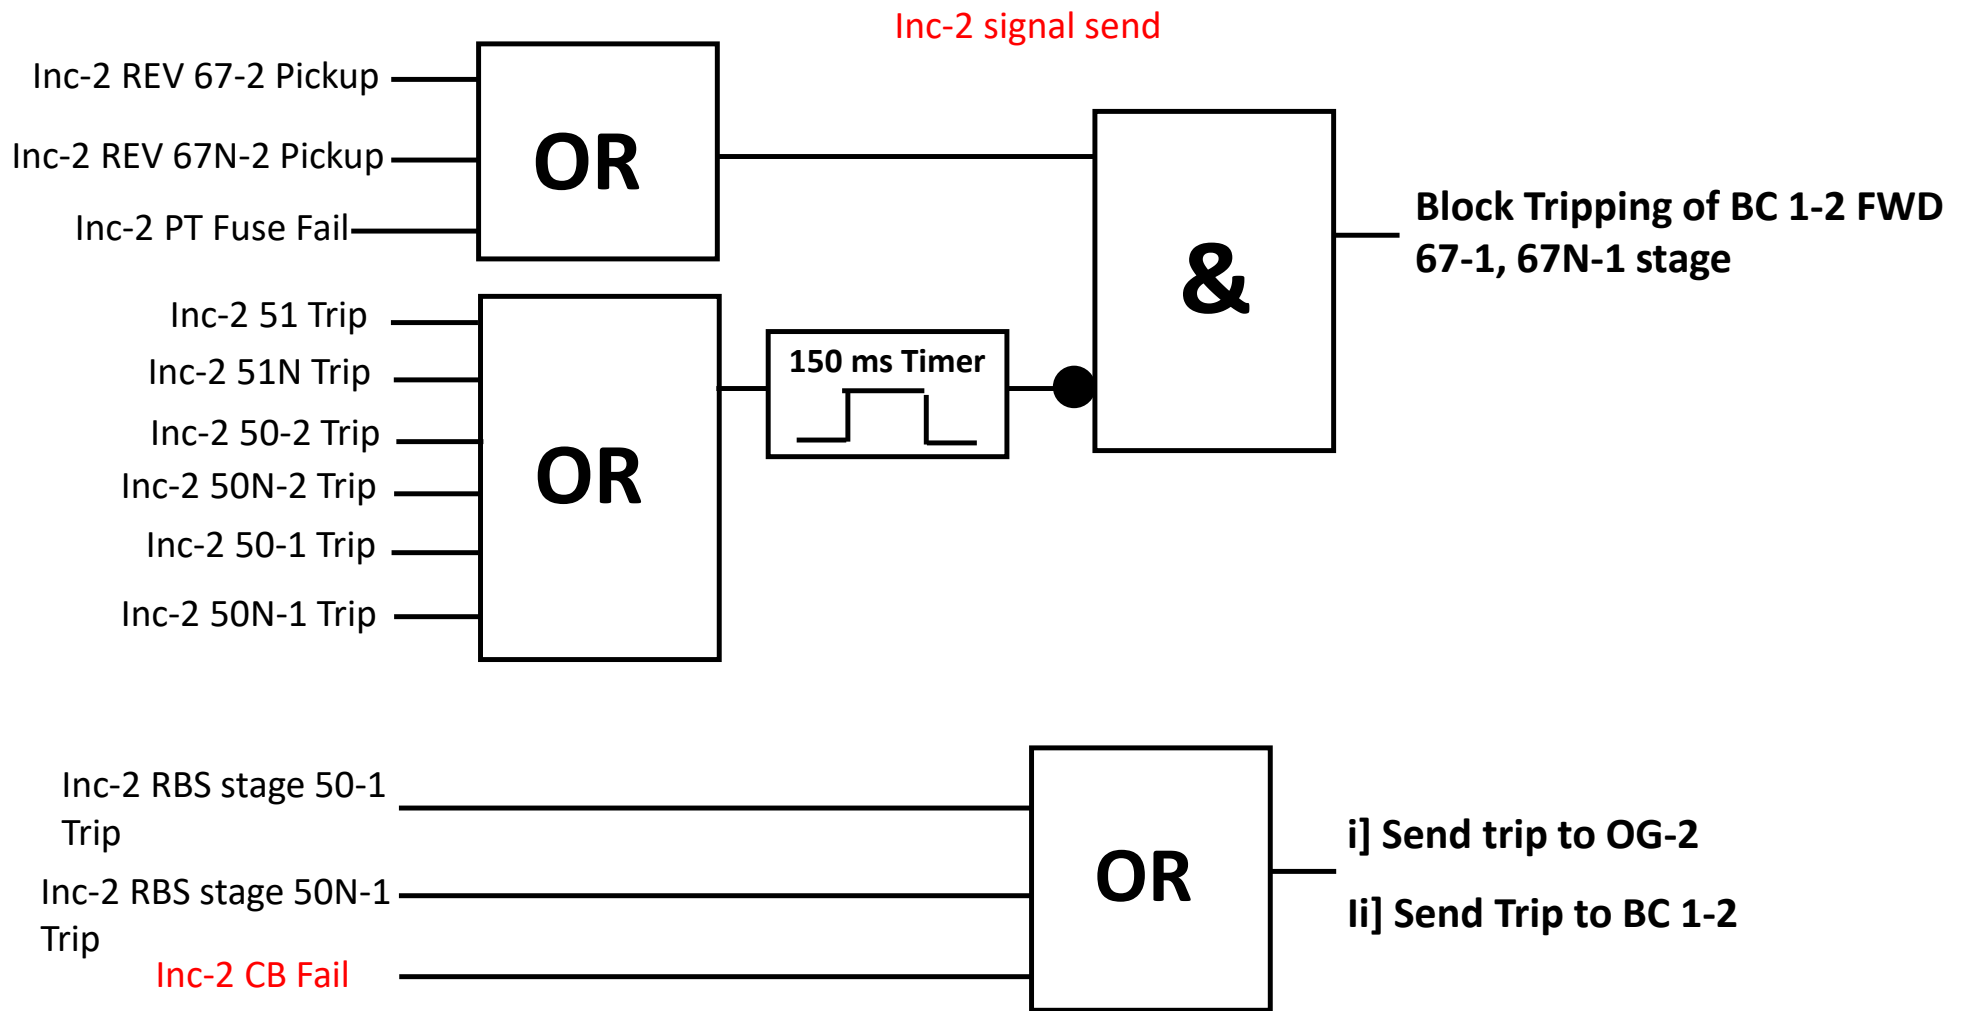 Inc-2 signal send
Inc-2 REV 67-2 Pickup
Inc-2 REV 67N-2 Pickup
Inc-2 PT Fuse Fail
OR
Inc-2 51 Trip
Inc-2 51N Trip
Inc-2 50-2 Trip
Inc-2 50N-2 Trip
Inc-2 50-1 Trip
Inc-2 50N-1 Trip
OR
150 ms Timer
&
Block Tripping of BC 1-2 FWD
67-1, 67N-1 stage
Inc-2 RBS stage 50-1
Trip
Inc-2 RBS stage 50N-1
Trip
Inc-2 CB Fail
OR
i] Send trip to OG-2
Ii] Send Trip to BC 1-2